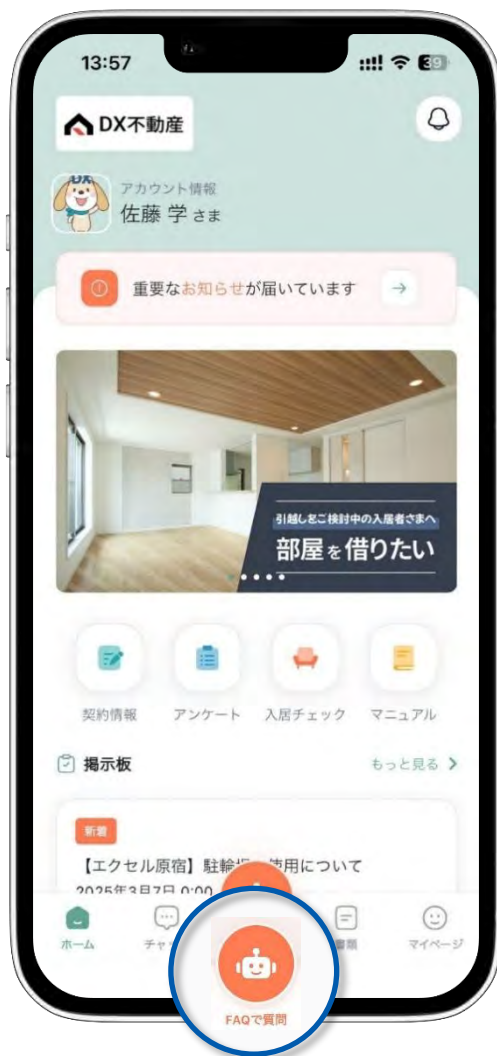 13:57
39
DX不動産
DX
アカウント情報
佐藤 学 さま
重要なお知らせが届いています
引越しをご検討中の入居者さまへ
部屋を借りたい
契約情報 アンケート 入居チェック マニュアル
掲示板 もっと見る
新着
【エクセル原宿】駐輪 使用について
2025年3月7日 0:00
ホーム チャ 書類 マイページ
FAQで質問